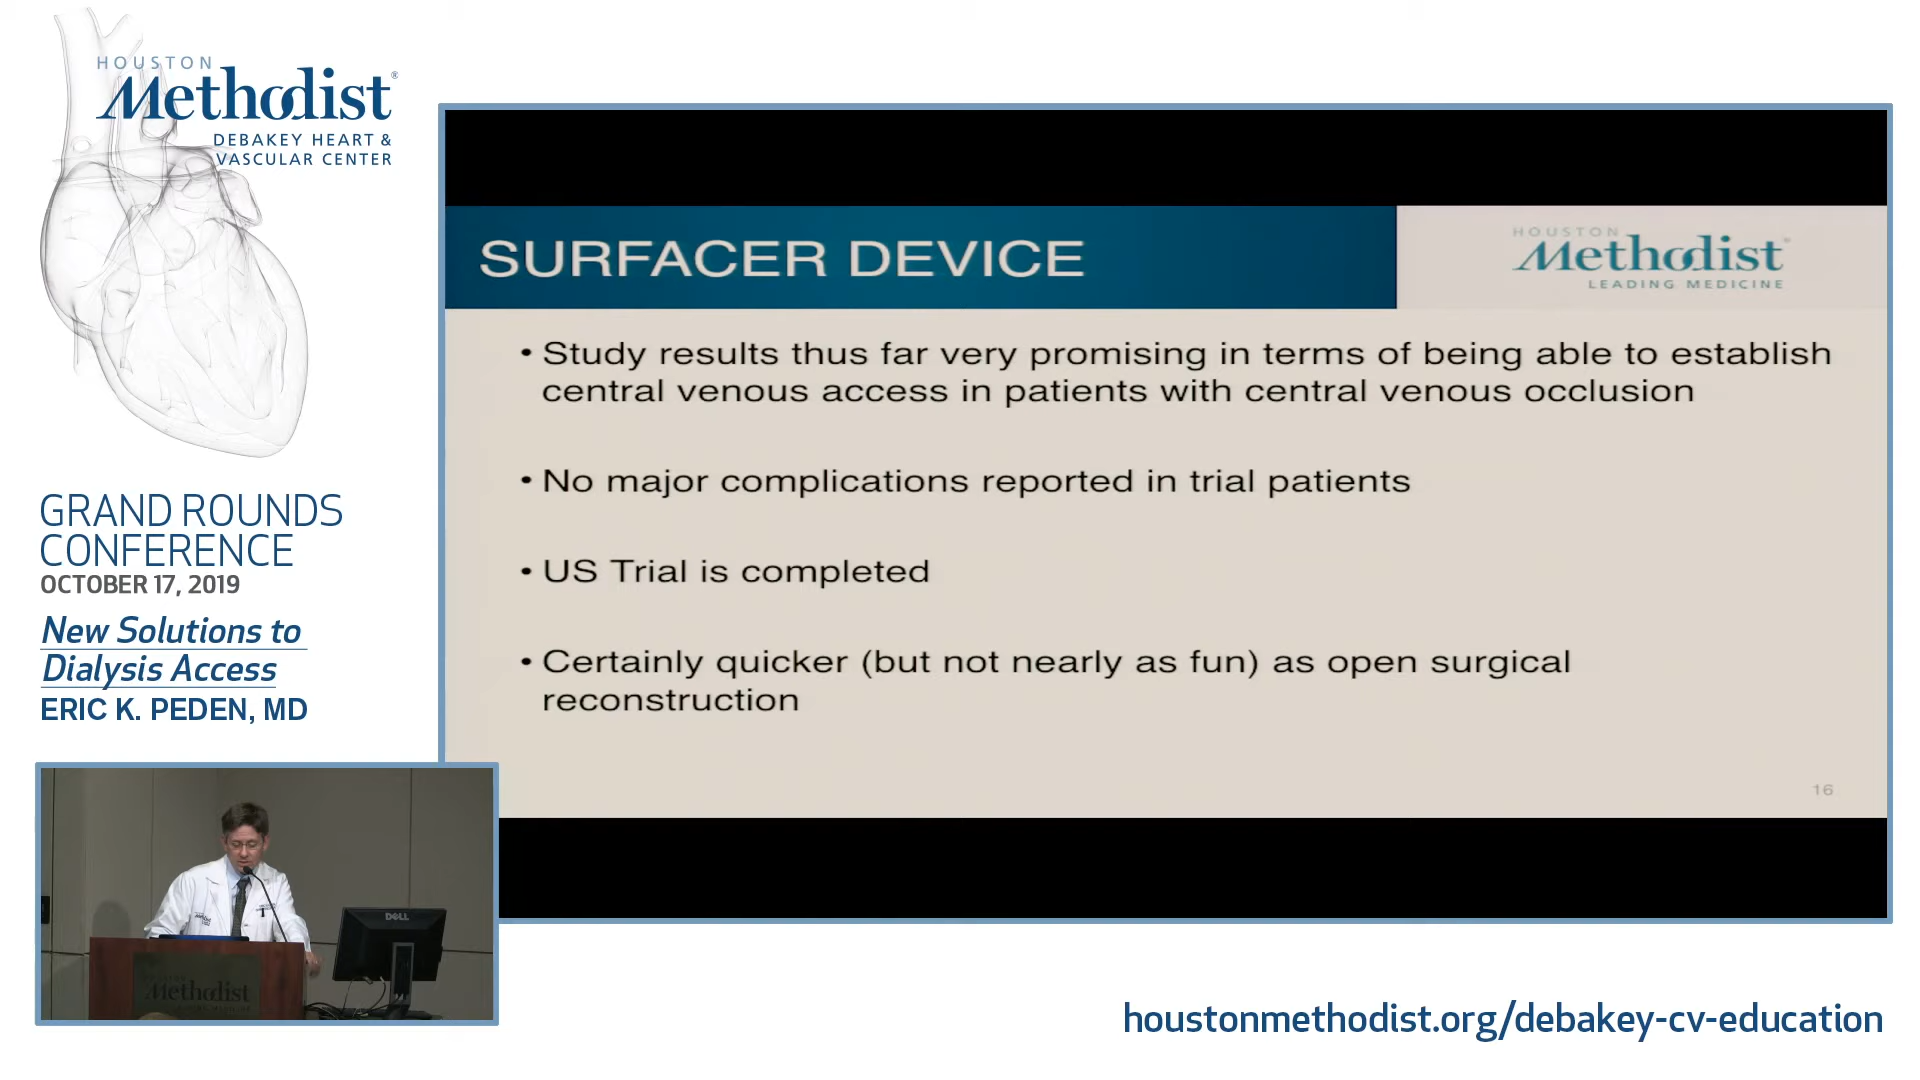 HOUSTON
Methodist®
DEBAKEY HEART &
VASCULAR CENTER
GRAND ROUNDS
CONFERENCE
OCTOBER 17, 2019
New Solutions to
Dialysis Access
ERIC K. PEDEN, MD
SURFACER DEVICE
HOUSTON
Methodist
LEADING MEDICINE
• Study results thus far very promising in terms of being able to establish
central venous access in patients with central venous occlusion
• No major complications reported in trial patients
• US Trial is completed
• Certainly quicker (but not nearly as fun) as open surgical
reconstruction
16
DELL
Methodist
houstonmethodist.org/debakey-cv-education